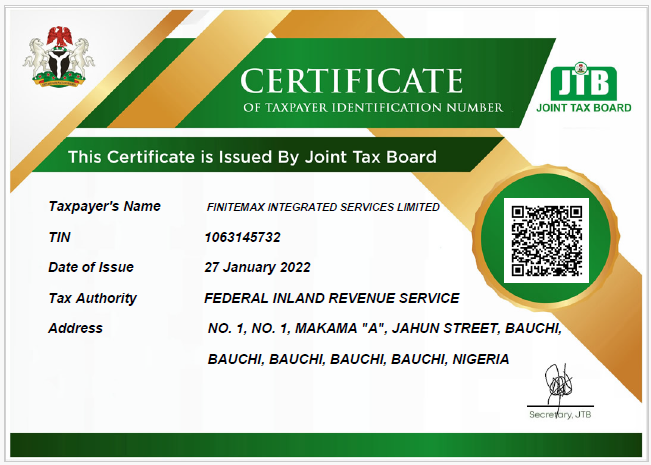 CERTIFICATE
OF TAXPAYER IDENTIFICATION NUMBER
JTB
JOINT TAX BOARD
This Certificate is Issued By Joint Tax Board
Taxpayer's Name FINITEMAX INTEGRATED SERVICES LIMITED
TIN 1063145732
Date of Issue 27 January 2022
Tax Authority FEDERAL INLAND REVENUE SERVICE
Address NO. 1, NO. 1, MAKAMA "A", JAHUN STREET, BAUCHI,
BAUCHI, BAUCHI, BAUCHI, BAUCHI, NIGERIA
Secretary, JTB